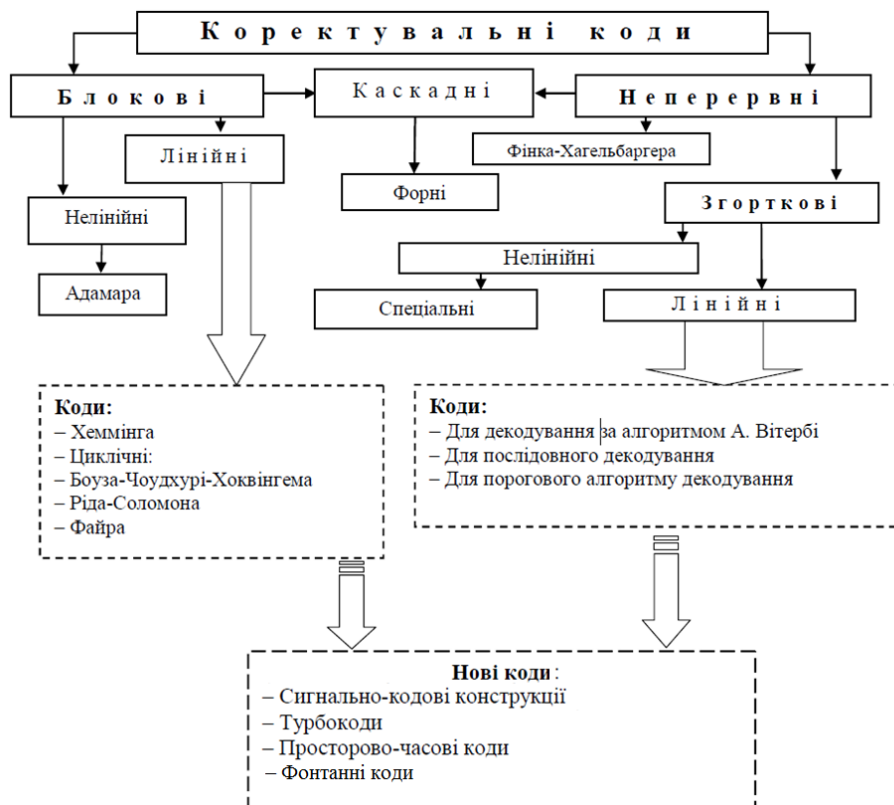 Коректувальні коди
Блокові
Каскадні
Неперервні
Лінійні
Фінка-Хагельбаргера
Форні
Згорткові
Нелінійні
Нелінійні
Адамара
Спеціальні
Лінійні
Коди:
– Хеммінга
– Циклічні:
– Боуза-Чоудхурі-Хоквінгема
– Ріда-Соломона
– Файра
Коди:
– Для декодування за алгоритмом А. Вітербі
– Для послідовного декодування
– Для порогового алгоритму декодування
Нові коди:
– Сигнально-кодові конструкції
– Турбокоди
– Просторово-часові коди
– Фонтанні коди